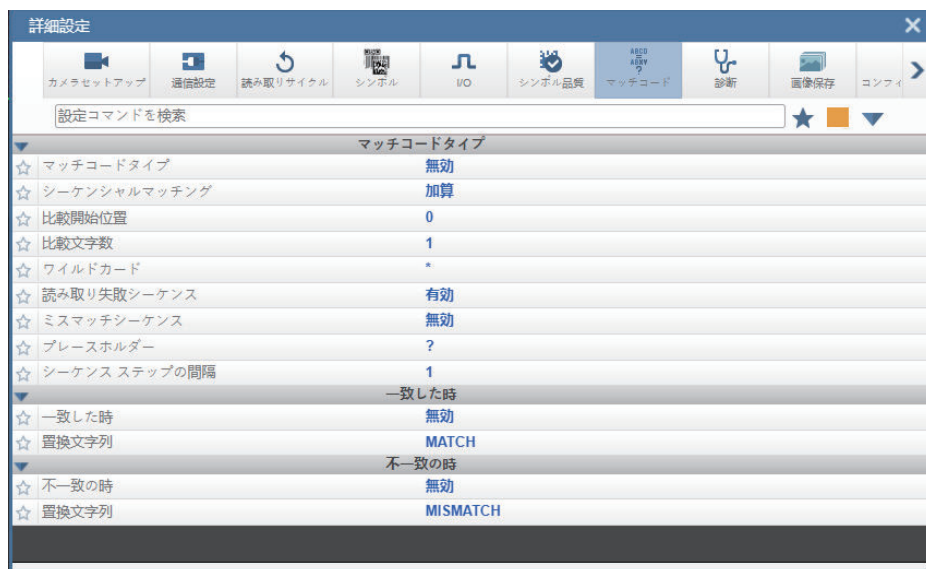 詳細設定
カメラセットアップ 通信設定 読み取りサイクル シンボル I/O シンボル品質 マッチコード 診断 画像保存 コンフィ
設定コマンドを検索
マッチコードタイプ
マッチコードタイプ 無効
シーケンシャルマッチング 加算
比較開始位置 0
比較文字数 1
ワイルドカード *
読み取り失敗シーケンス 有効
ミスマッチシーケンス 無効
プレースホルダー ?
シーケンス ステップの間隔 1
一致した時
一致した時 無効
置換文字列 MATCH
不一致の時
不一致の時 無効
置換文字列 MISMATCH